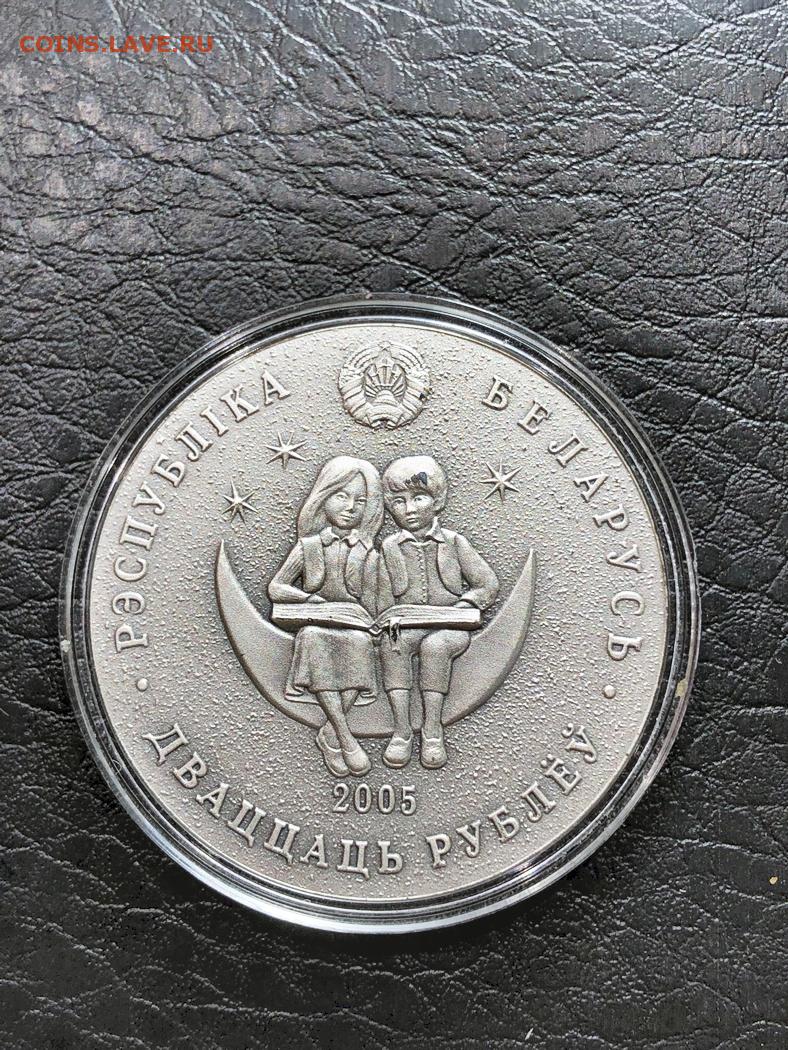 COINS.LAVE.RU
РЭСПУБЛІКА БЕЛАРУСЬ
2005
· ДВАЦЦАЦЬ РУБЛЁЎ ·